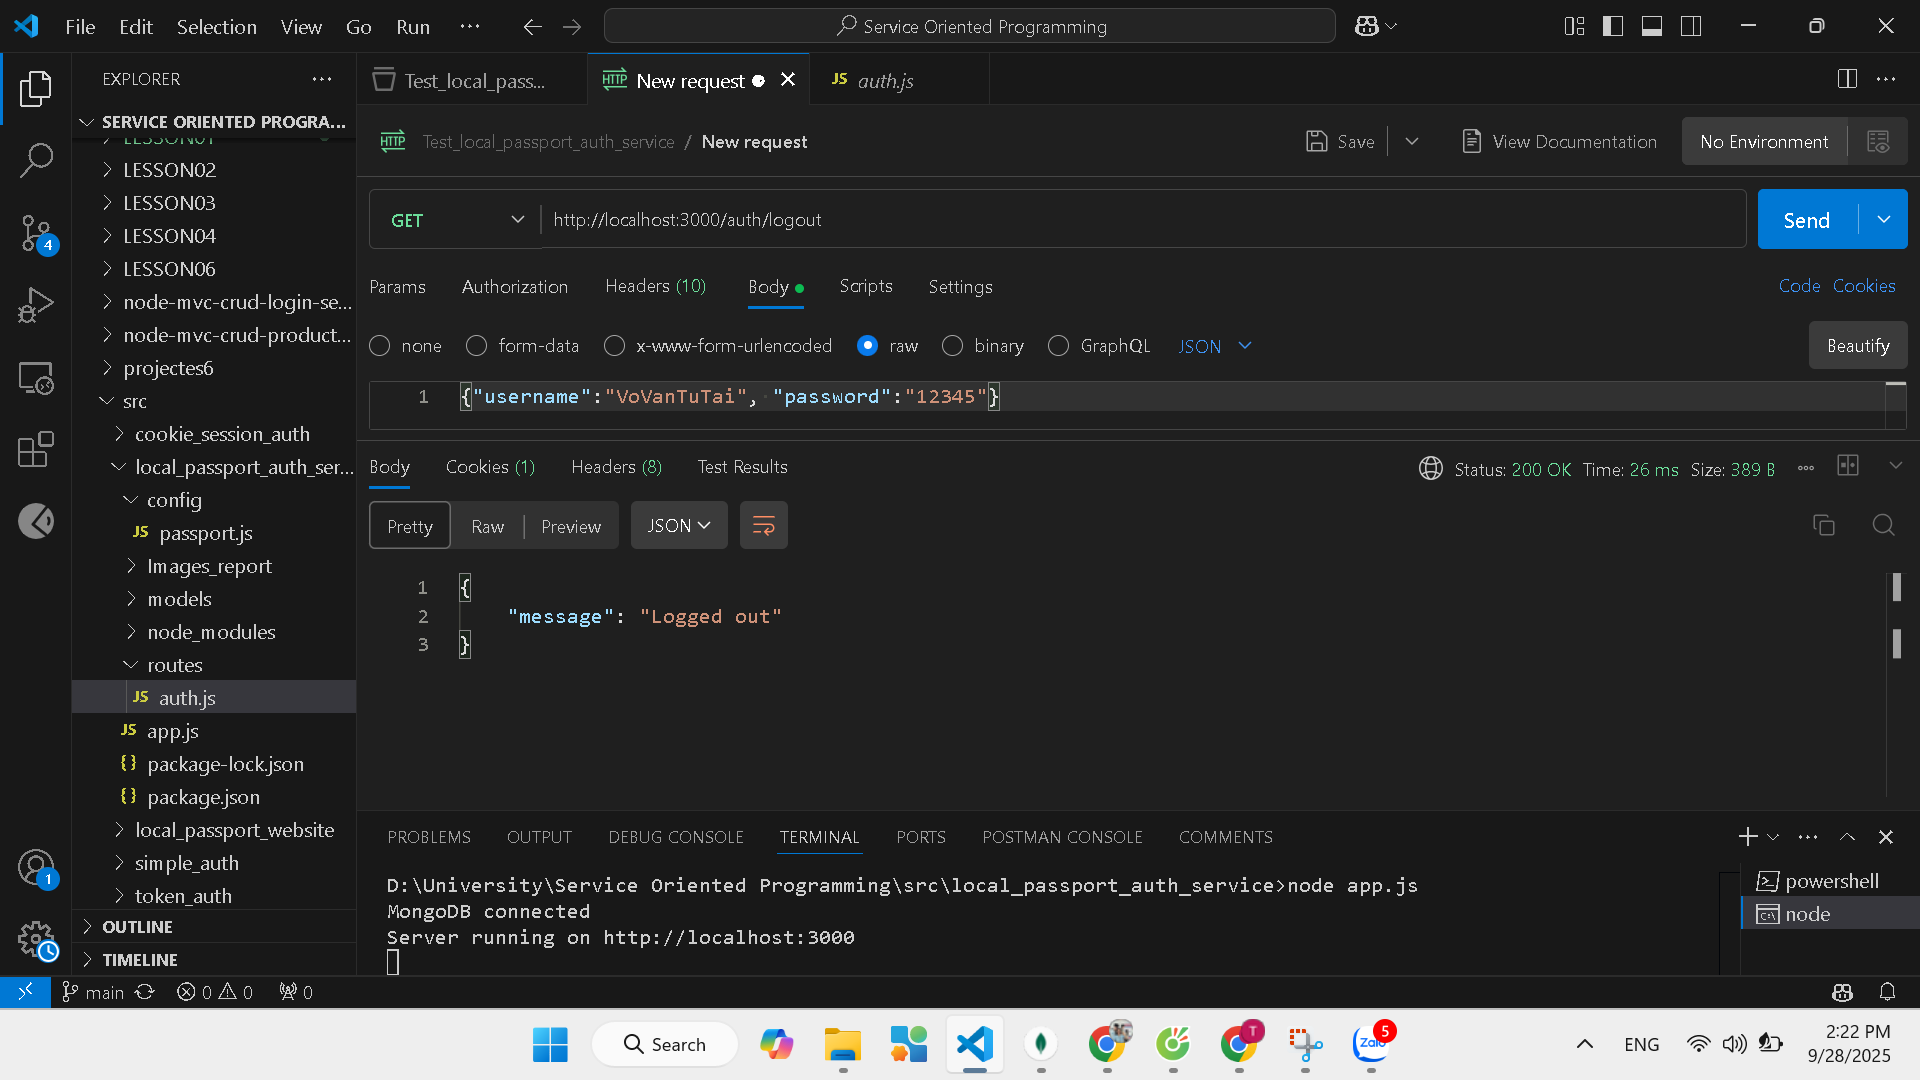 File Edit Selection View Go Run
Service Oriented Programming
EXPLORER
SERVICE ORIENTED PROGRA...
LESSON01
LESSON02
LESSON03
LESSON04
LESSON06
node-mvc-crud-login-se...
node-mvc-crud-product...
projectes6
src
cookie_session_auth
local_passport_auth_ser...
config
JS passport.js
Images_report
models
node_modules
routes
JS auth.js
JS app.js
{} package-lock.json
{} package.json
local_passport_website
simple_auth
token_auth
OUTLINE
TIMELINE
4
1
Test_local_pass...
HTTP New request
JS auth.js
HTTP Test_local_passport_auth_service / New request
Save
View Documentation
No Environment
GET http://localhost:3000/auth/logout
Send
Params Authorization Headers (10) Body Scripts Settings
Code Cookies
none form-data x-www-form-urlencoded raw binary GraphQL JSON
Beautify
1 {"username":"VoVanTuTai", "password":"12345"}
Body Cookies (1) Headers (8) Test Results
Status: 200 OK Time: 26 ms Size: 389 B
Pretty Raw Preview JSON
1 {
2 "message": "Logged out"
3 }
PROBLEMS OUTPUT DEBUG CONSOLE TERMINAL PORTS POSTMAN CONSOLE COMMENTS
D:\University\Service Oriented Programming\src\local_passport_auth_service>node app.js
MongoDB connected
Server running on http://localhost:3000
powershell
node
main 0 0 0
Search
T
Zalo
5
ENG
2:22 PM
9/28/2025